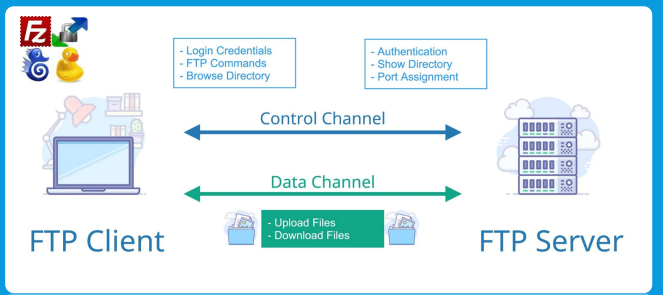 Fz
- Login Credentials
- FTP Commands
- Browse Directory
- Authentication
- Show Directory
- Port Assignment
Control Channel
Data Channel
- Upload Files
- Download Files
FTP Client
FTP Server